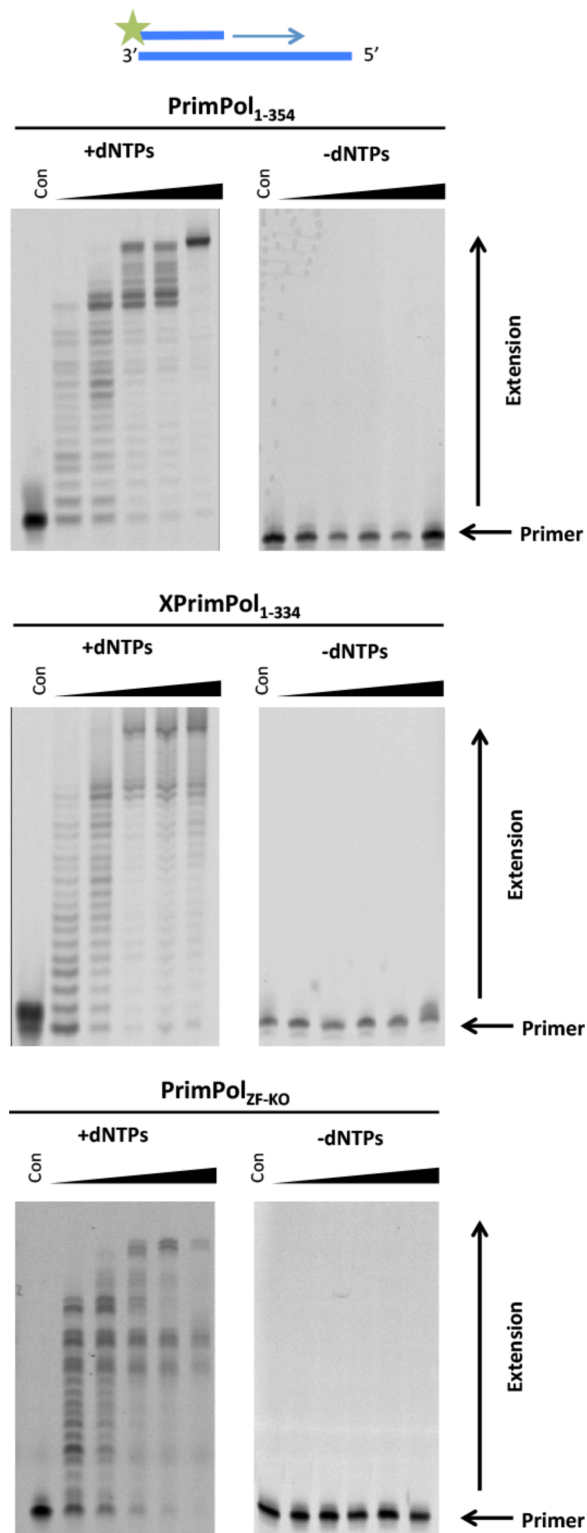 3’ 5’
PrimPol1-354
+dNTPs -dNTPs
Con Con
Extension
Primer
XPrimPol1-334
+dNTPs -dNTPs
Con Con
Extension
Primer
PrimPolZF-KO
+dNTPs -dNTPs
Con Con
Extension
Primer